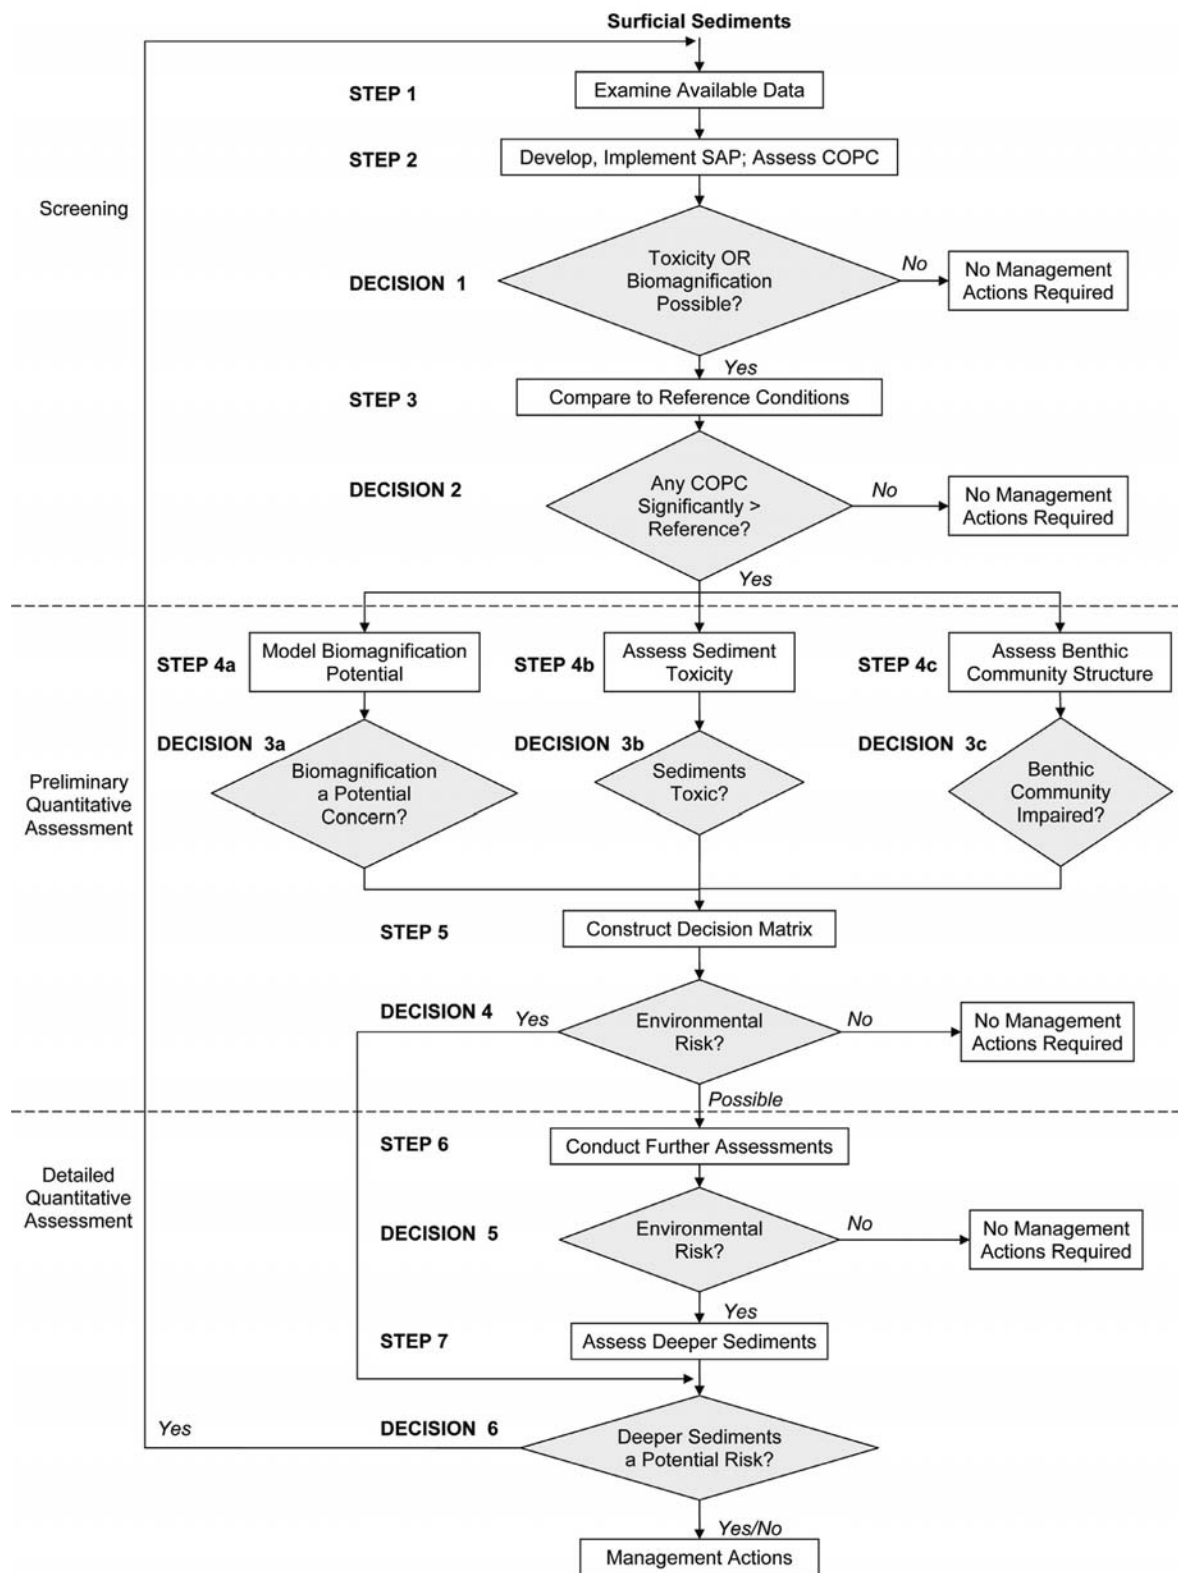 Surficial Sediments
STEP 1
Examine Available Data
STEP 2
Develop, Implement SAP; Assess COPC
Screening
DECISION 1
Toxicity OR
Biomagnification
Possible?
No
No Management
Actions Required
Yes
STEP 3
Compare to Reference Conditions
DECISION 2
Any COPC
Significantly >
Reference?
No
No Management
Actions Required
Yes
STEP 4a
Model Biomagnification
Potential
STEP 4b
Assess Sediment
Toxicity
STEP 4c
Assess Benthic
Community Structure
Preliminary
Quantitative
Assessment
DECISION 3a
Biomagnification
a Potential
Concern?
DECISION 3b
Sediments
Toxic?
DECISION 3c
Benthic
Community
Impaired?
STEP 5
Construct Decision Matrix
DECISION 4
Yes
Environmental
Risk?
No
No Management
Actions Required
Possible
Detailed
Quantitative
Assessment
STEP 6
Conduct Further Assessments
DECISION 5
Environmental
Risk?
No
No Management
Actions Required
Yes
STEP 7
Assess Deeper Sediments
Yes
DECISION 6
Deeper Sediments
a Potential Risk?
Yes/No
Management Actions